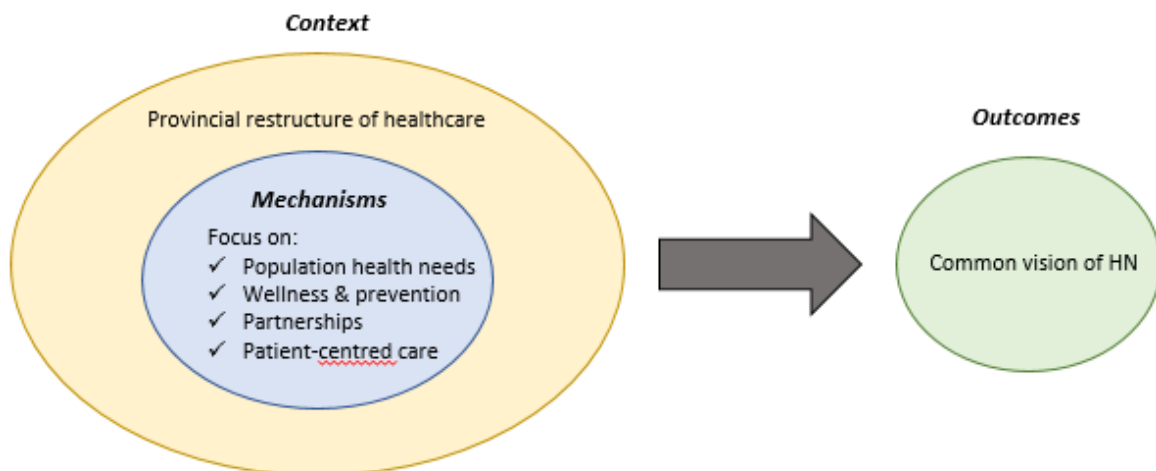 Context
Provincial restructure of healthcare
Mechanisms
Focus on:
✓ Population health needs
✓ Wellness & prevention
✓ Partnerships
✓ Patient-centred care
Outcomes
Common vision of HN